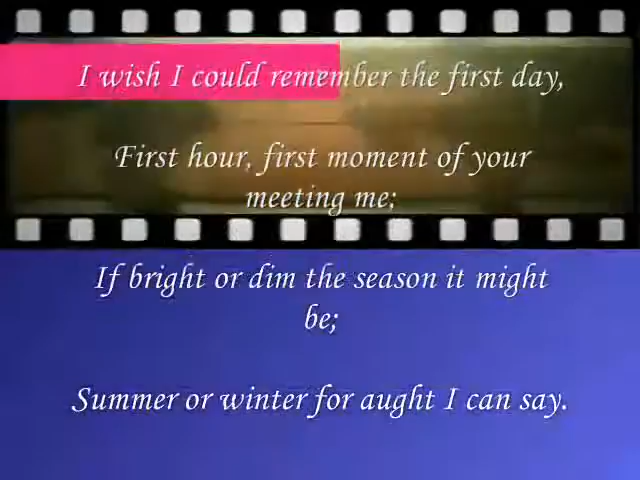 I wish I could remember the first day,
First hour, first moment of your
meeting me;
If bright or dim the season it might
be;
Summer or winter for aught I can say.